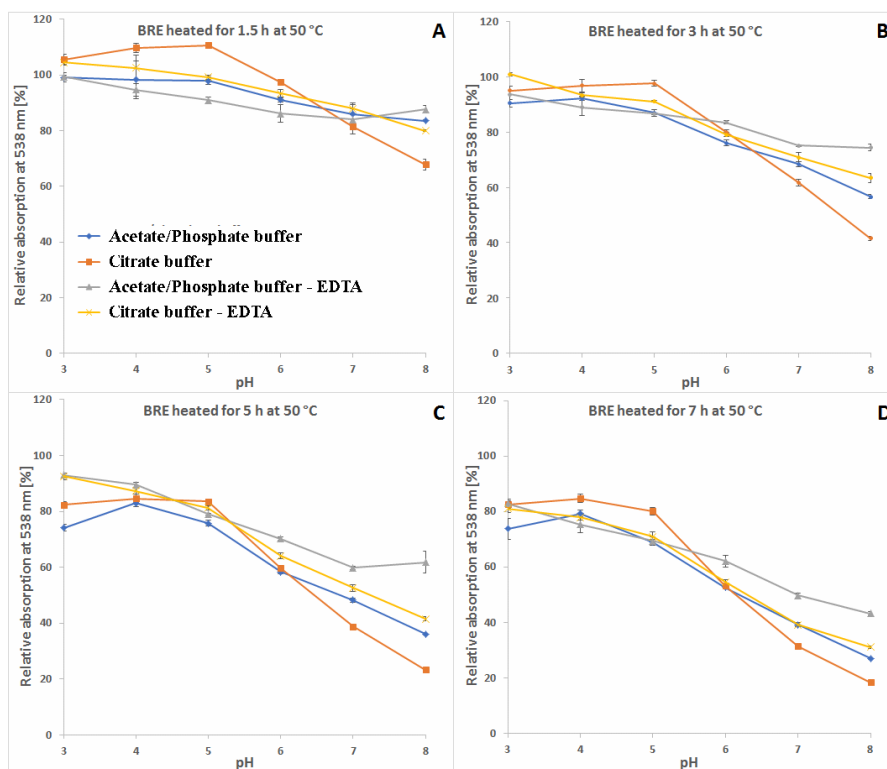 BRE heated for 1.5 h at 50 °C
A
Relative absorption at 538 nm [%]
120
100
80
60
40
20
0
Acetate/Phosphate buffer
Citrate buffer
Acetate/Phosphate buffer - EDTA
Citrate buffer - EDTA
3 4 5 6 7 8
pH
BRE heated for 3 h at 50 °C
B
Relative absorption at 538 nm [%]
120
100
80
60
40
20
0
3 4 5 6 7 8
pH
BRE heated for 5 h at 50 °C
C
Relative absorption at 538 nm [%]
120
100
80
60
40
20
0
3 4 5 6 7 8
pH
BRE heated for 7 h at 50 °C
D
Relative absorption at 538 nm [%]
120
100
80
60
40
20
0
3 4 5 6 7 8
pH